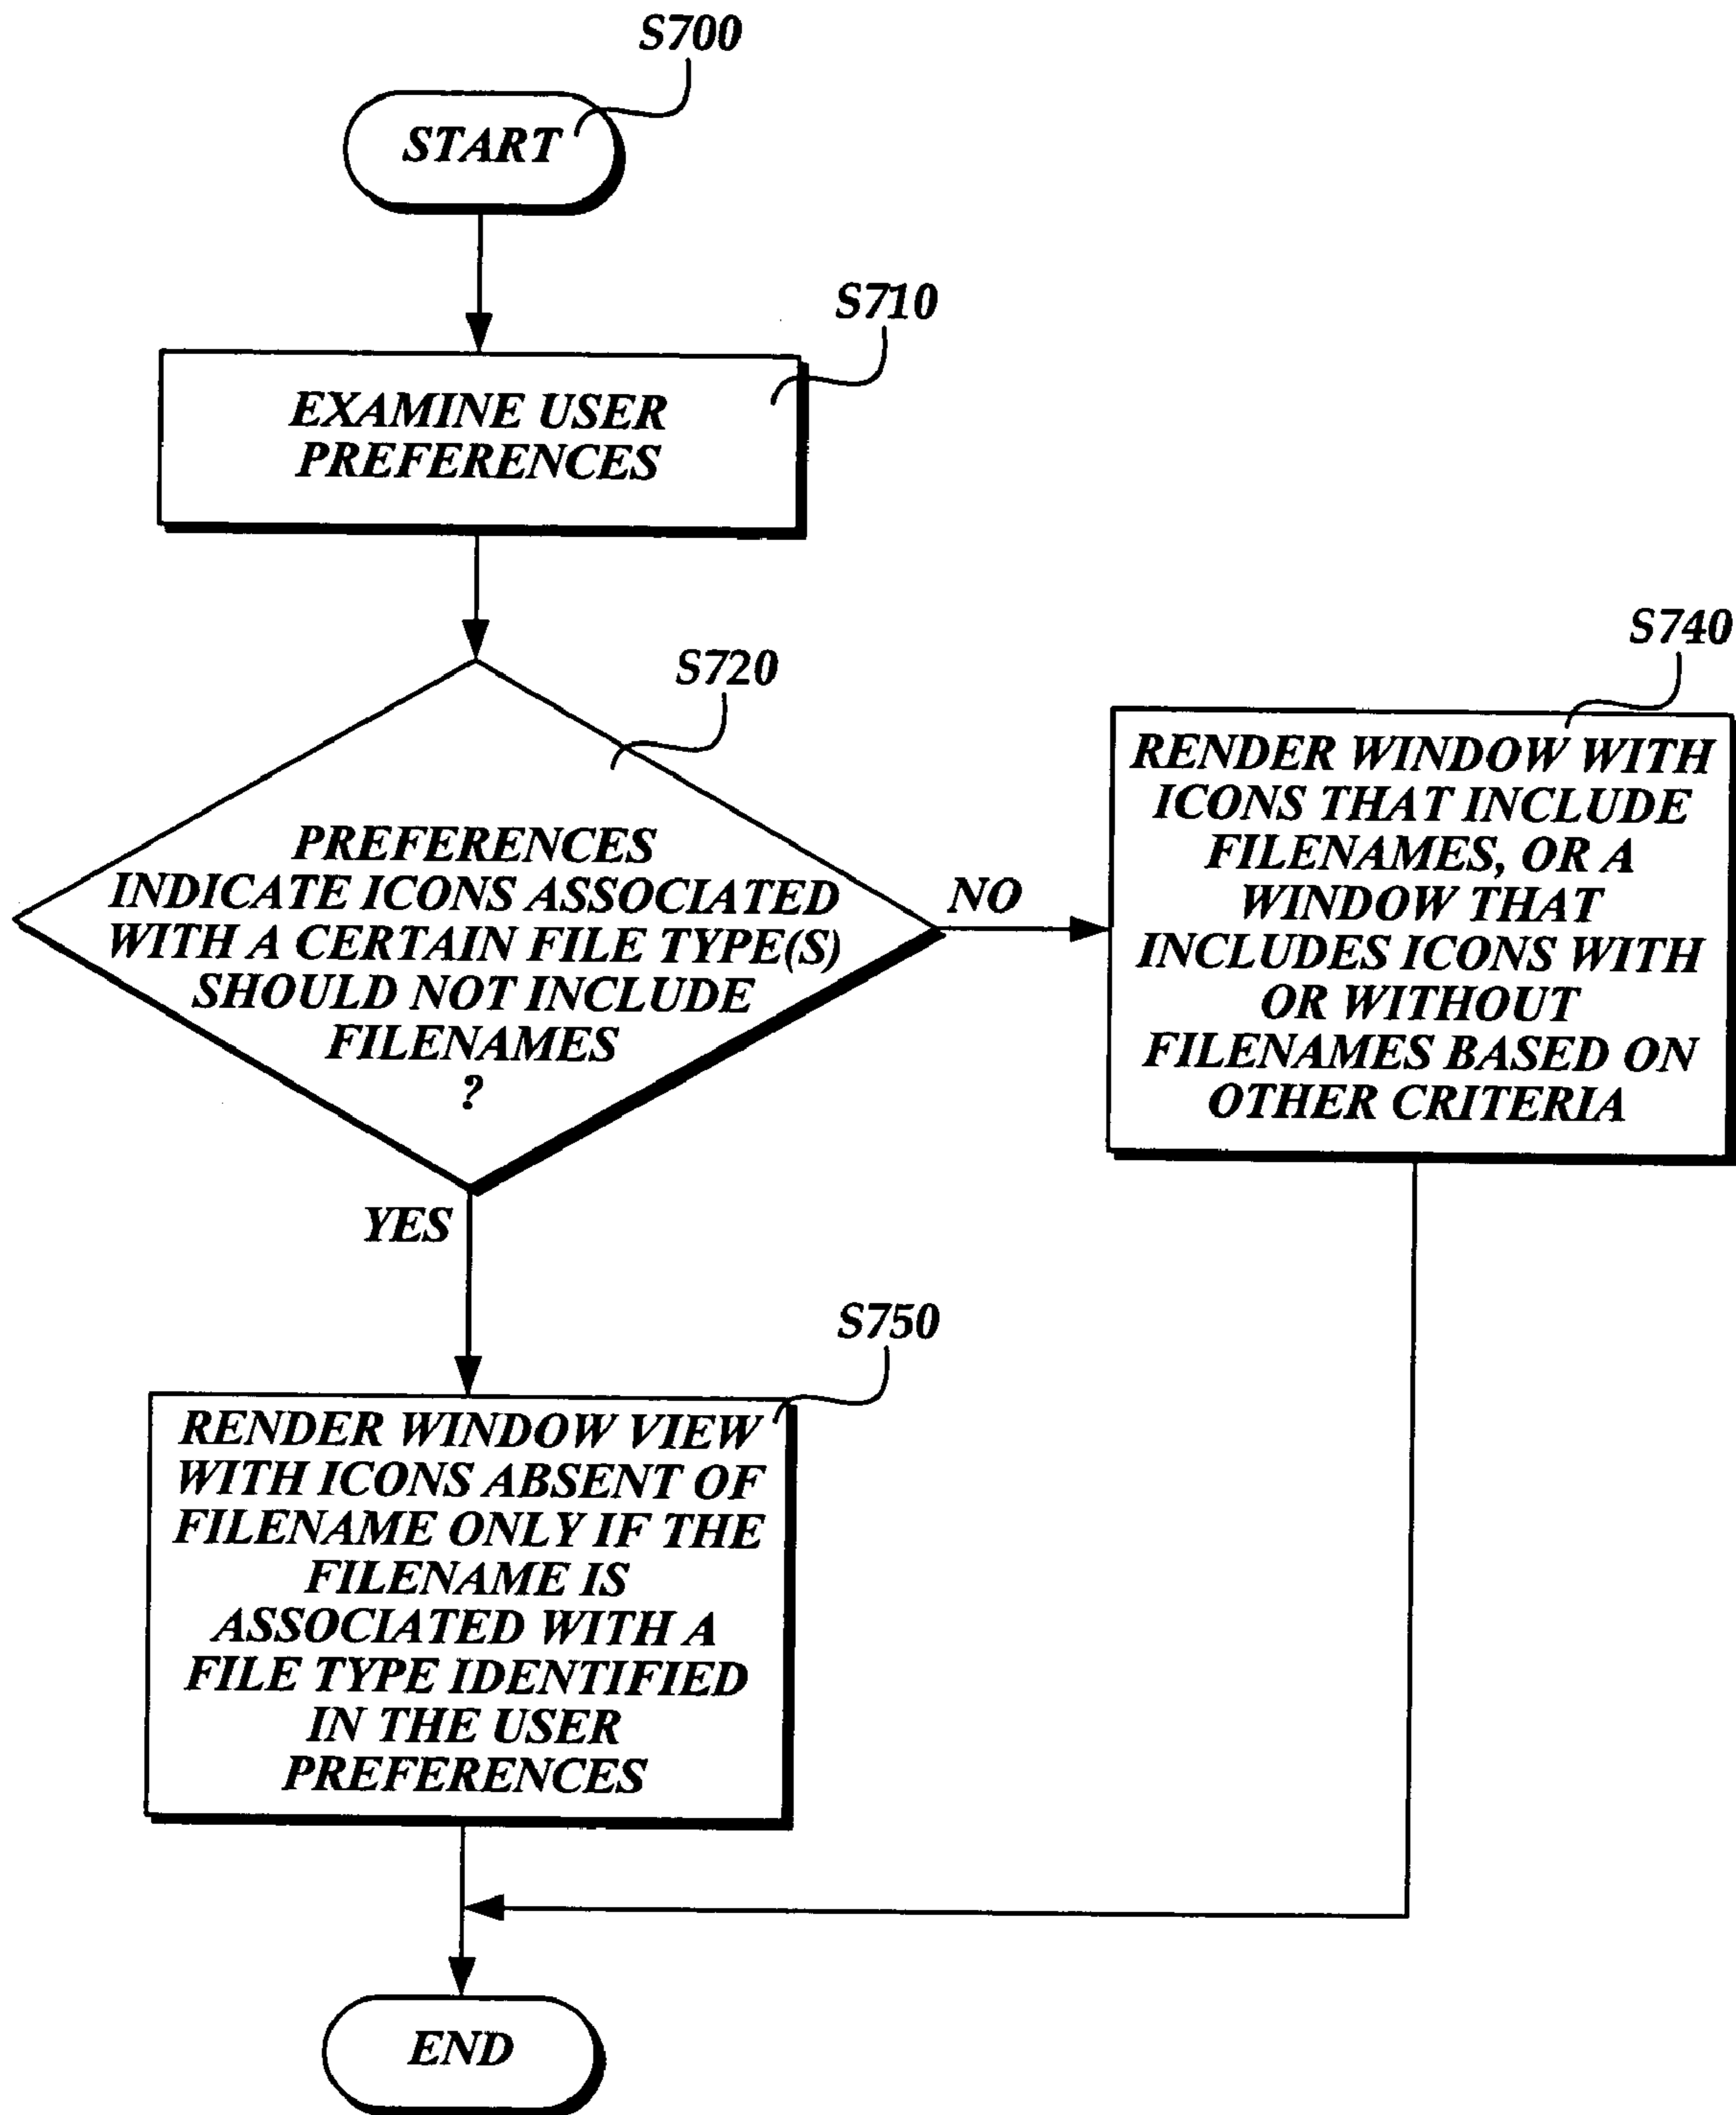 S700
START
S710
EXAMINE USER
PREFERENCES
S720
PREFERENCES
INDICATE ICONS ASSOCIATED
WITH A CERTAIN FILE TYPE(S)
SHOULD NOT INCLUDE
FILENAMES
?
NO
S740
RENDER WINDOW WITH
ICONS THAT INCLUDE
FILENAMES, OR A
WINDOW THAT
INCLUDES ICONS WITH
OR WITHOUT
FILENAMES BASED ON
OTHER CRITERIA
YES
S750
RENDER WINDOW VIEW
WITH ICONS ABSENT OF
FILENAME ONLY IF THE
FILENAME IS
ASSOCIATED WITH A
FILE TYPE IDENTIFIED
IN THE USER
PREFERENCES
END